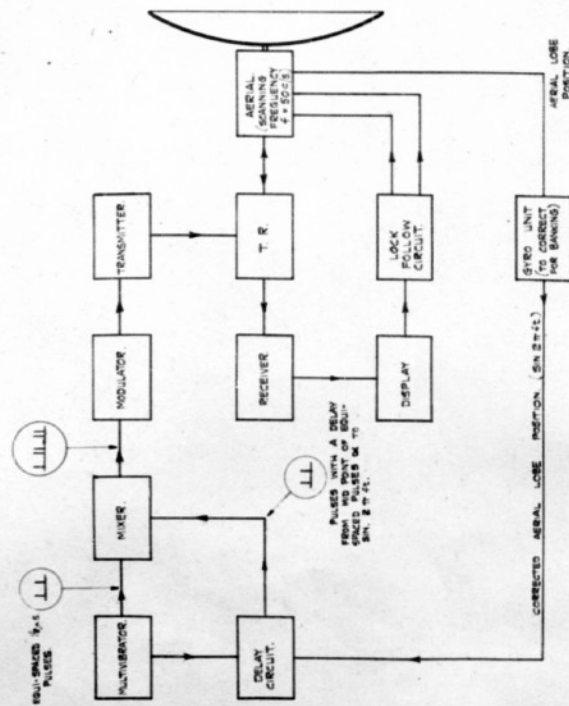 EQUI-SPACED
PULSES.
MULTIVIBRATOR
MIXER.
MODULATOR.
TRANSMITTER.
DELAY
CIRCUIT.
RECEIVER.
T. R.
AERIAL.
(SCANNING
FREQUENCY
f = 50 c/s)
PULSES WITH A DELAY
FROM MID POINT OF EQUI-
SPACED PULSES ∝ TO
SIN. 2 π ft.
DISPLAY
LOCK
FOLLOW
CIRCUIT.
CORRECTED AERIAL LOBE POSITION (SIN 2 π ft)
GYRO UNIT
(TO CORRECT
FOR BANKING)
AERIAL LOBE
POSITION